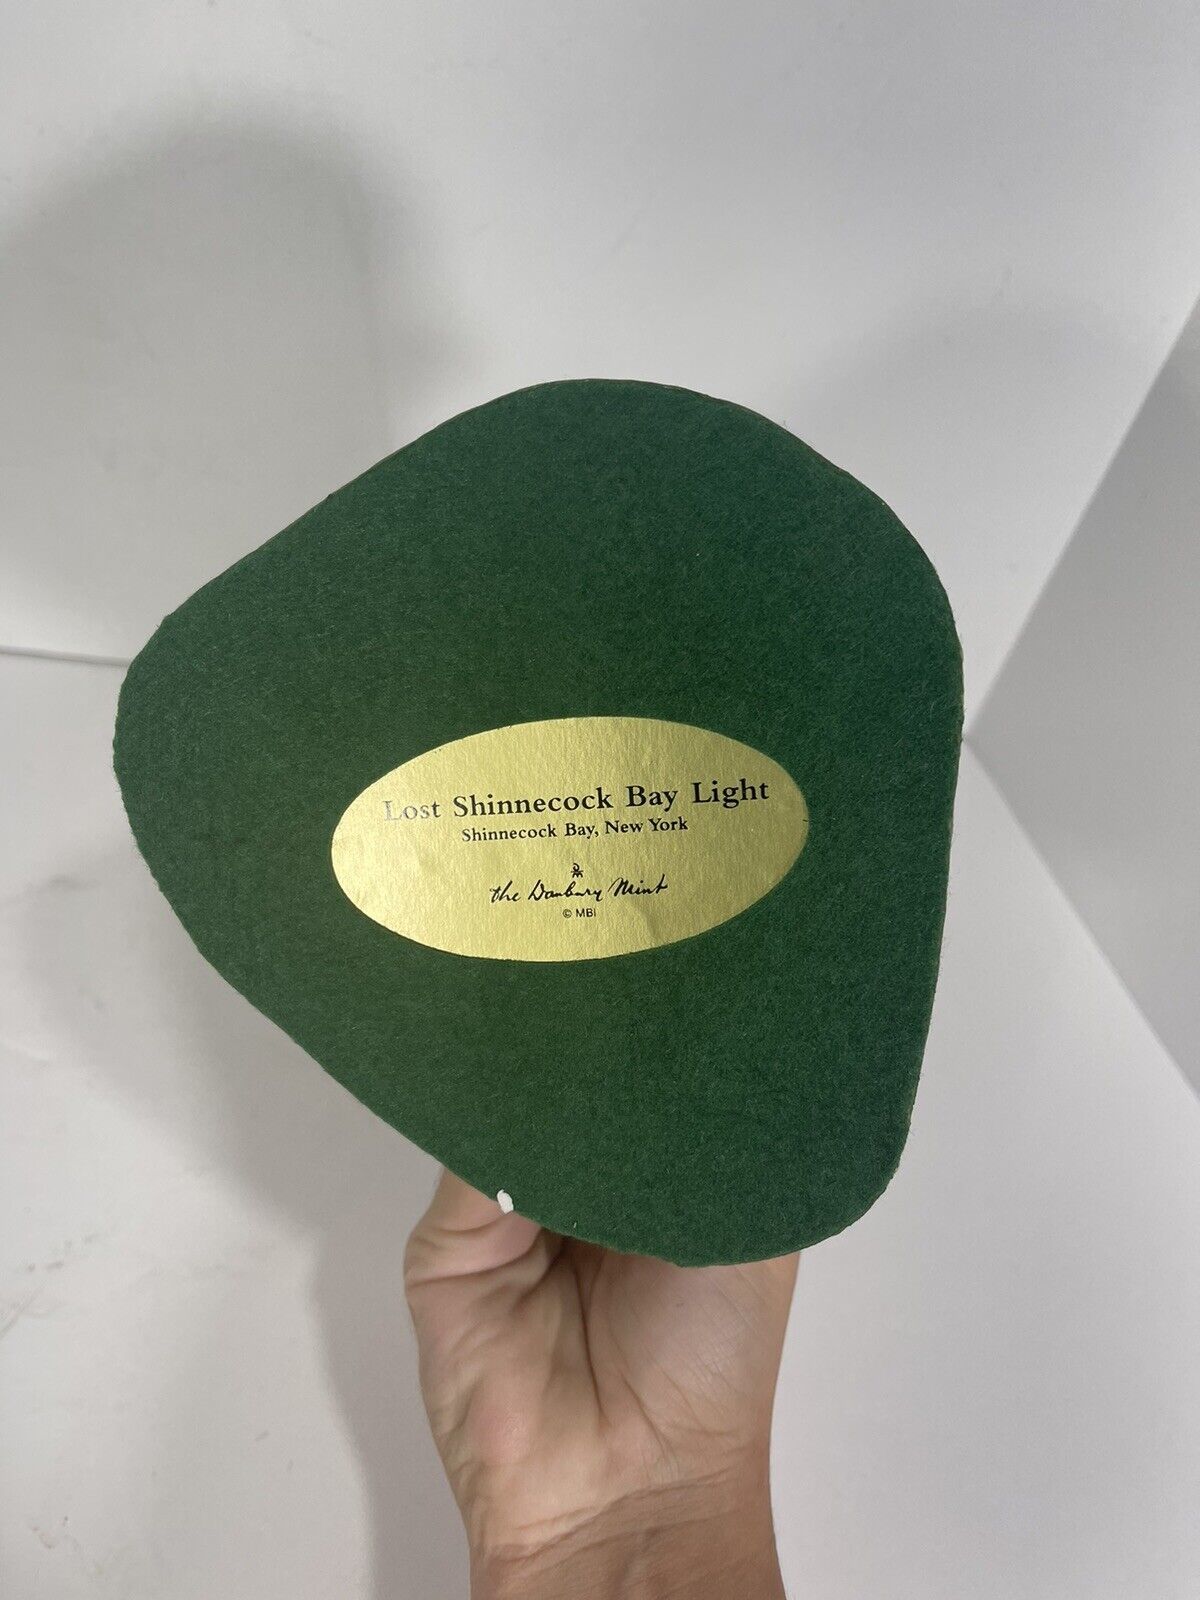 Lost Shinnecock Bay Light
Shinnecock Bay, New York
The Danbury Mint
© MBI